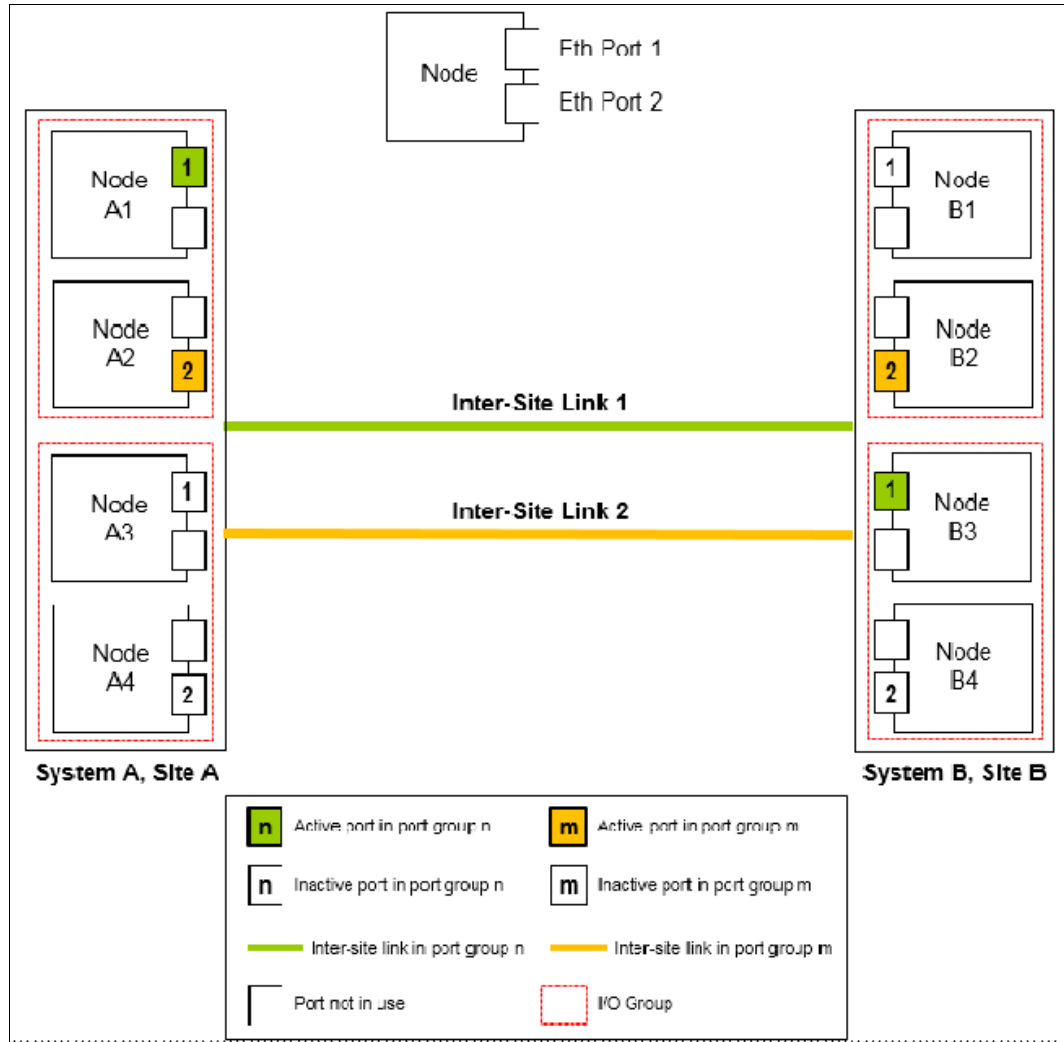 Eth Port 1
Node
Eth Port 2
Node
A1
1
Node
A2
2
Node
A3
1
Node
A4
2
System A, Site A
Inter-Site Link 1
Inter-Site Link 2
1
Node
B1
Node
B2
2
1
Node
B3
Node
B4
2
System B, Site B
n Active port in port group n
m Active port in port group m
n Inactive port in port group n
m Inactive port in port group m
Inter-site link in port group n
Inter-site link in port group m
Port not in use
I/O Group